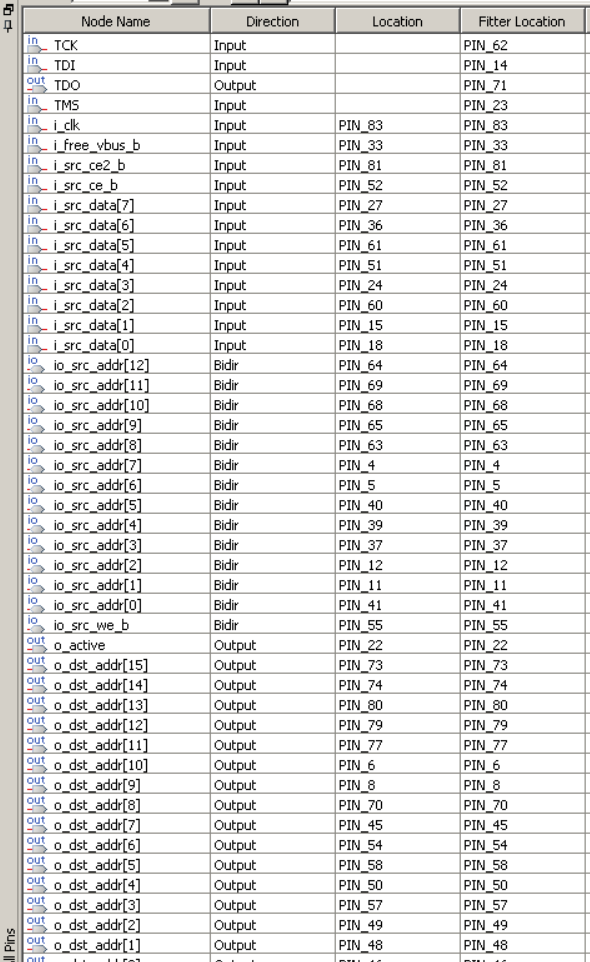 Node Name Direction Location Fitter Location
in TCK Input PIN_62
in TDI Input PIN_14
out TDO Output PIN_71
in TMS Input PIN_23
in i_clk Input PIN_83 PIN_83
in i_free_vbus_b Input PIN_33 PIN_33
in i_src_ce2_b Input PIN_81 PIN_81
in i_src_ce_b Input PIN_52 PIN_52
in i_src_data[7] Input PIN_27 PIN_27
in i_src_data[6] Input PIN_36 PIN_36
in i_src_data[5] Input PIN_61 PIN_61
in i_src_data[4] Input PIN_51 PIN_51
in i_src_data[3] Input PIN_24 PIN_24
in i_src_data[2] Input PIN_60 PIN_60
in i_src_data[1] Input PIN_15 PIN_15
in i_src_data[0] Input PIN_18 PIN_18
io io_src_addr[12] Bidir PIN_64 PIN_64
io io_src_addr[11] Bidir PIN_69 PIN_69
io io_src_addr[10] Bidir PIN_68 PIN_68
io io_src_addr[9] Bidir PIN_65 PIN_65
io io_src_addr[8] Bidir PIN_63 PIN_63
io io_src_addr[7] Bidir PIN_4 PIN_4
io io_src_addr[6] Bidir PIN_5 PIN_5
io io_src_addr[5] Bidir PIN_40 PIN_40
io io_src_addr[4] Bidir PIN_39 PIN_39
io io_src_addr[3] Bidir PIN_37 PIN_37
io io_src_addr[2] Bidir PIN_12 PIN_12
io io_src_addr[1] Bidir PIN_11 PIN_11
io io_src_addr[0] Bidir PIN_41 PIN_41
io io_src_we_b Bidir PIN_55 PIN_55
out o_active Output PIN_22 PIN_22
out o_dst_addr[15] Output PIN_73 PIN_73
out o_dst_addr[14] Output PIN_74 PIN_74
out o_dst_addr[13] Output PIN_80 PIN_80
out o_dst_addr[12] Output PIN_79 PIN_79
out o_dst_addr[11] Output PIN_77 PIN_77
out o_dst_addr[10] Output PIN_6 PIN_6
out o_dst_addr[9] Output PIN_8 PIN_8
out o_dst_addr[8] Output PIN_70 PIN_70
out o_dst_addr[7] Output PIN_45 PIN_45
out o_dst_addr[6] Output PIN_54 PIN_54
out o_dst_addr[5] Output PIN_58 PIN_58
out o_dst_addr[4] Output PIN_50 PIN_50
out o_dst_addr[3] Output PIN_57 PIN_57
out o_dst_addr[2] Output PIN_49 PIN_49
out o_dst_addr[1] Output PIN_48 PIN_48
out
Pins